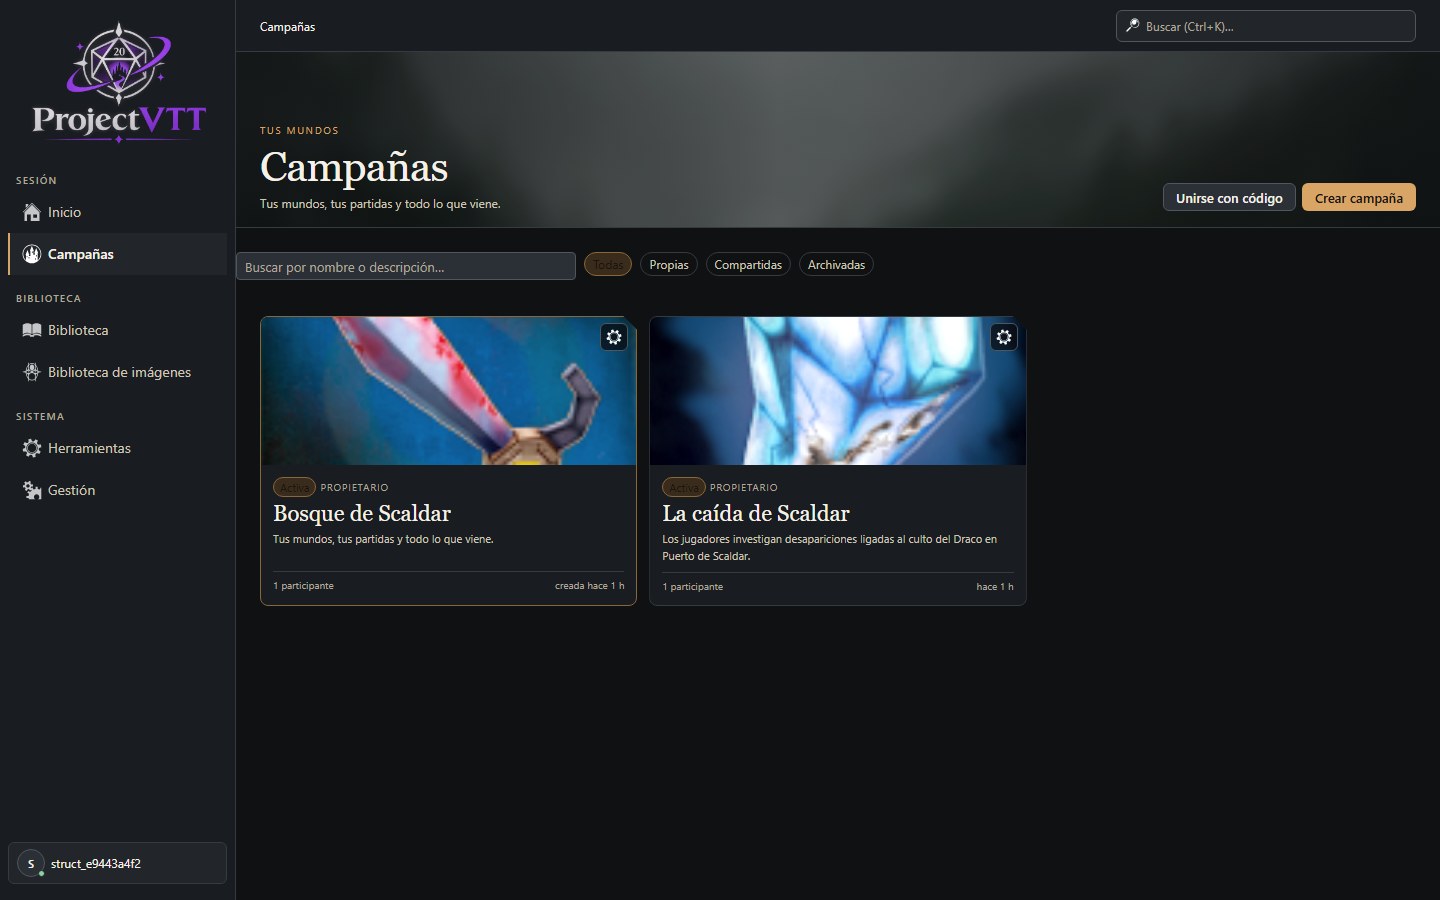 20
ProjectVTT
SESIÓN
Inicio
Campañas
BIBLIOTECA
Biblioteca
Biblioteca de imágenes
SISTEMA
Herramientas
Gestión
S
struct_e9443a4f2
Campañas
Buscar (Ctrl+K)...
TUS MUNDOS
Campañas
Tus mundos, tus partidas y todo lo que viene.
Unirse con código
Crear campaña
Buscar por nombre o descripción...
Todas
Propias
Compartidas
Archivadas
Activa PROPIETARIO
Bosque de Scaldar
Tus mundos, tus partidas y todo lo que viene.
1 participante
creada hace 1 h
Activa PROPIETARIO
La caída de Scaldar
Los jugadores investigan desapariciones ligadas al culto del Draco en
Puerto de Scaldar.
1 participante
hace 1 h